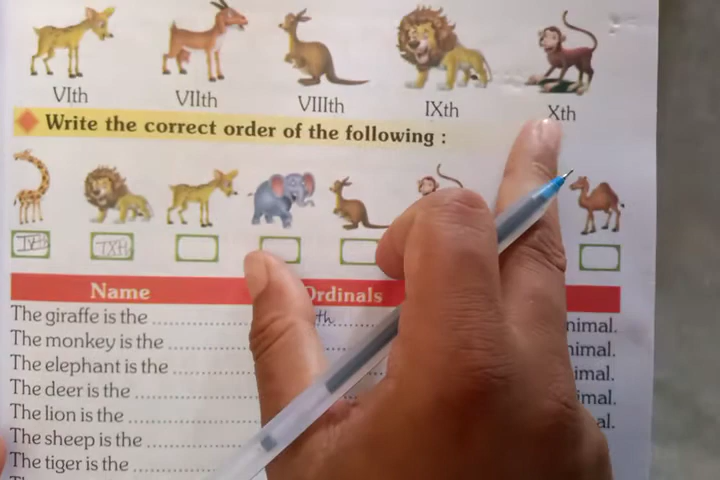 VIth VIIth VIIIth IXth Xth
Write the correct order of the following :
IVth IXth
Name Ordinals
The giraffe is the .................... th .......... nimal.
The monkey is the .................... nimal.
The elephant is the .................... imal.
The deer is the .................... imal.
The lion is the .................... al.
The sheep is the ....................
The tiger is the ....................